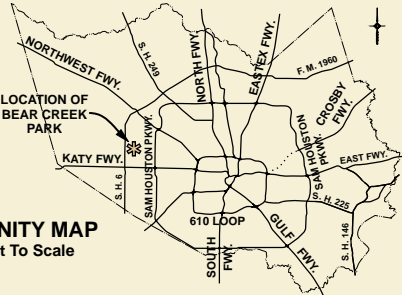 NORTHWEST FWY.
S. H. 249
NORTH FWY.
EASTEX FWY.
F. M. 1960
CROSBY
FWY.
LOCATION OF
BEAR CREEK
PARK
KATY FWY.
S. H. 6
SAM HOUSTON PKWY.
SAM HOUSTON
PKWY.
EAST FWY.
S. H. 225
S. H. 146
610 LOOP
GULF
FWY.
SOUTH
FWY.
NITY MAP
t To Scale